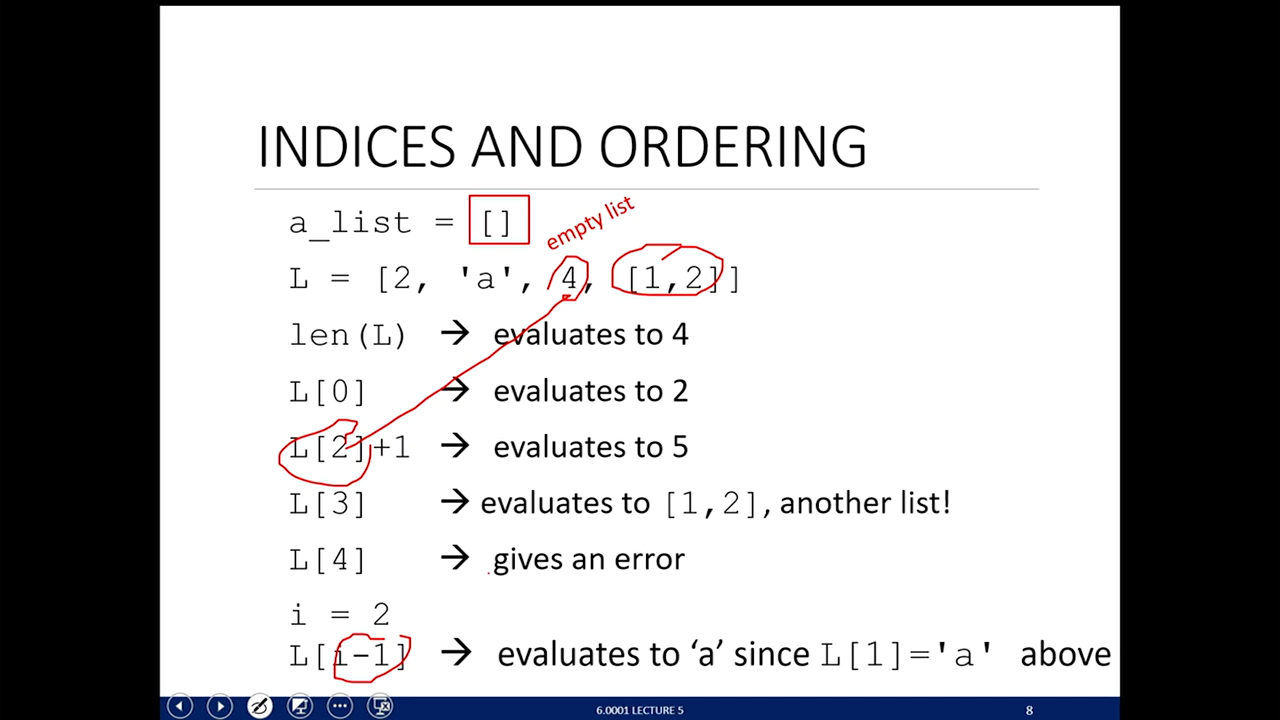 INDICES AND ORDERING
a_list = []
empty list
L = [2, 'a', 4, [1,2]]
len(L) → evaluates to 4
L[0] → evaluates to 2
L[2]+1 → evaluates to 5
L[3] → evaluates to [1,2], another list!
L[4] → gives an error
i = 2
L[i-1] → evaluates to ‘a’ since L[1]='a' above
6.0001 LECTURE 5
8